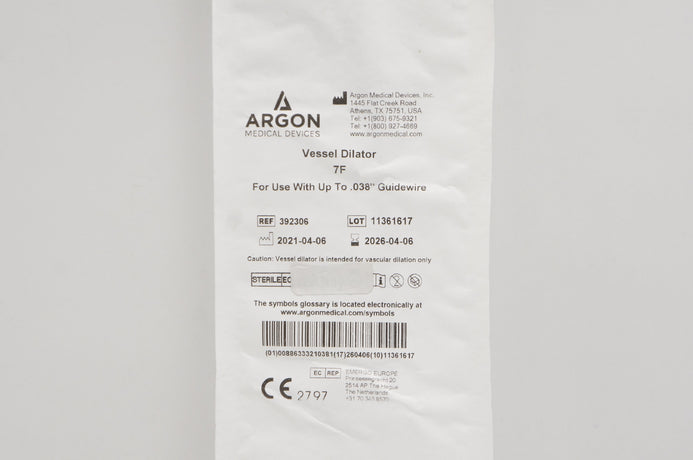 ARGON
MEDICAL DEVICES
Argon Medical Devices, Inc.
1445 Flat Creek Road
Athens, TX 75751, USA
Tel: +1(903) 675-9321
Tel: +1(800) 927-4669
www.argonmedical.com
Vessel Dilator
7F
For Use With Up To .038" Guidewire
REF 392306 LOT 11361617
2021-04-06 2026-04-06
Caution: Vessel dilator is intended for vascular dilation only
STERILE EO
The symbols glossary is located electronically at
www.argonmedical.com/symbols
(01)00886333210381(17)260406(10)11361617
EC REP EMERGO EUROPE
2514 AP The Hague
The Netherlands
CE 2797